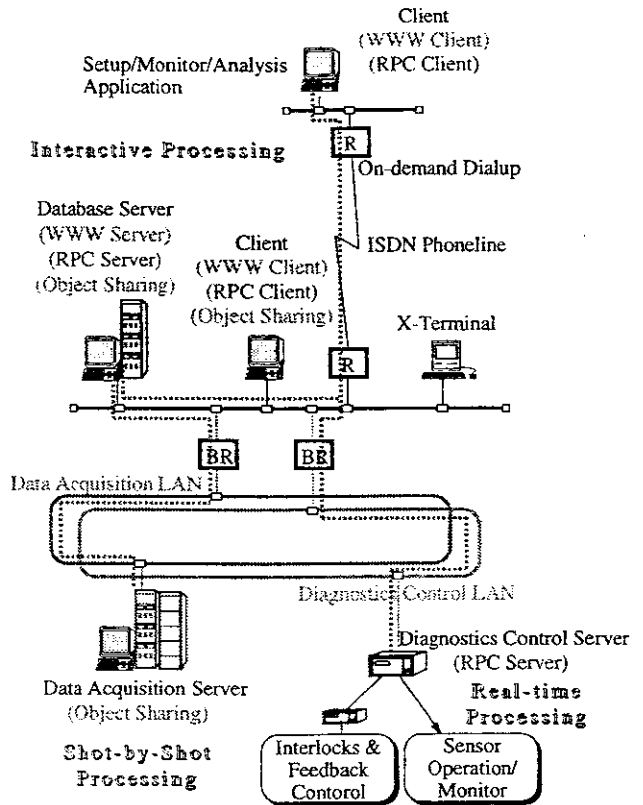 Client
(WWW Client)
(RPC Client)
Setup/Monitor/Analysis
Application
R
Interactive Processing
On-demand Dialup
Database Server
(WWW Server)
(RPC Server)
(Object Sharing)
Client
(WWW Client)
(RPC Client)
(Object Sharing)
ISDN Phoneline
X-Terminal
R
BR
BR
Data Acquisition LAN
Diagnostics Control LAN
Diagnostics Control Server
(RPC Server)
Data Acquisition Server
(Object Sharing)
Real-time
Processing
Shot-by-Shot
Processing
Interlocks &
Feedback
Contorol
Sensor
Operation/
Monitor